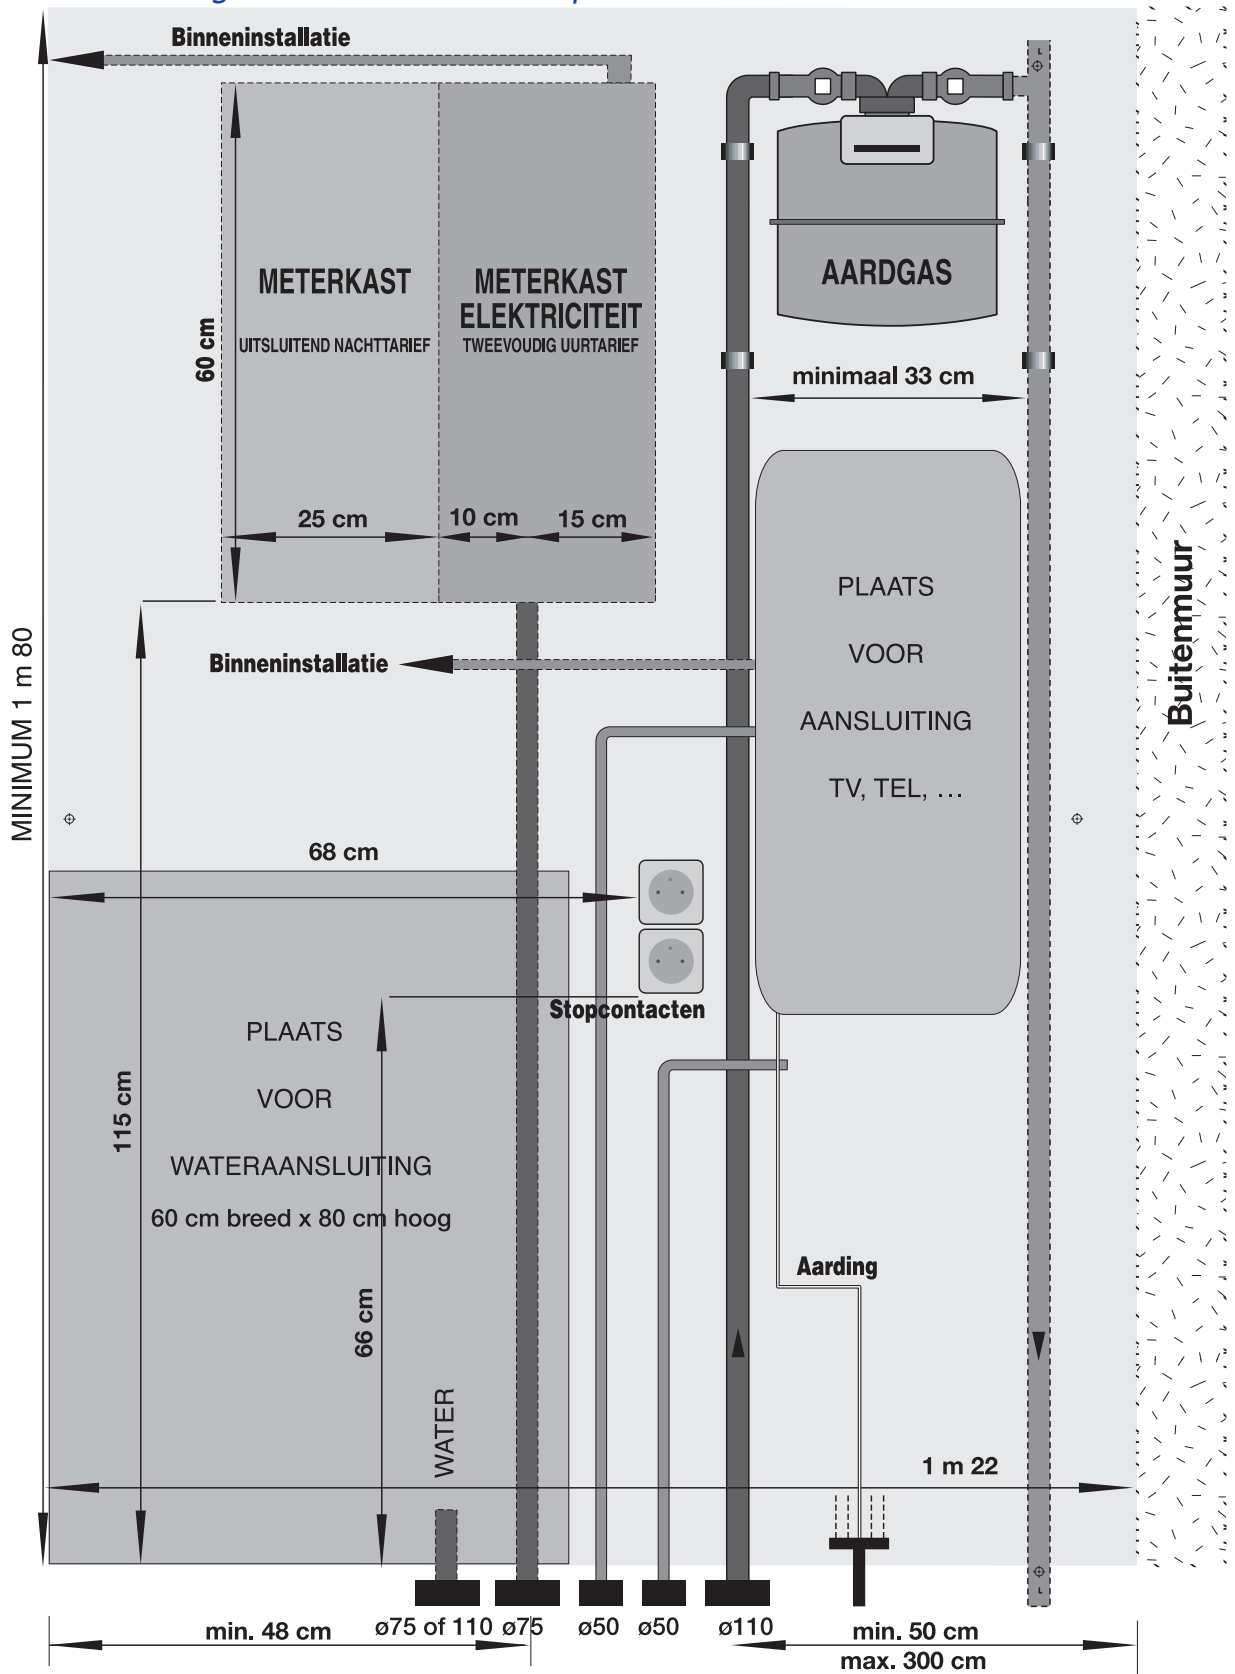 Binneninstallatie
METERKAST
UITSLUITEND NACHTTARIEF
METERKAST
ELEKTRICITEIT
TWEEVOUDIG UURTARIEF
60 cm
25 cm
10 cm
15 cm
AARDGAS
minimaal 33 cm
L
PLAATS
VOOR
AANSLUITING
TV, TEL, ...
Buitenmuur
MINIMUM 1 m 80
Binneninstallatie
68 cm
Stopcontacten
PLAATS
VOOR
WATERAANSLUITING
60 cm breed x 80 cm hoog
115 cm
66 cm
WATER
Aarding
1 m 22
L
ø75 of 110
ø75
ø50
ø50
ø110
min. 48 cm
min. 50 cm
max. 300 cm